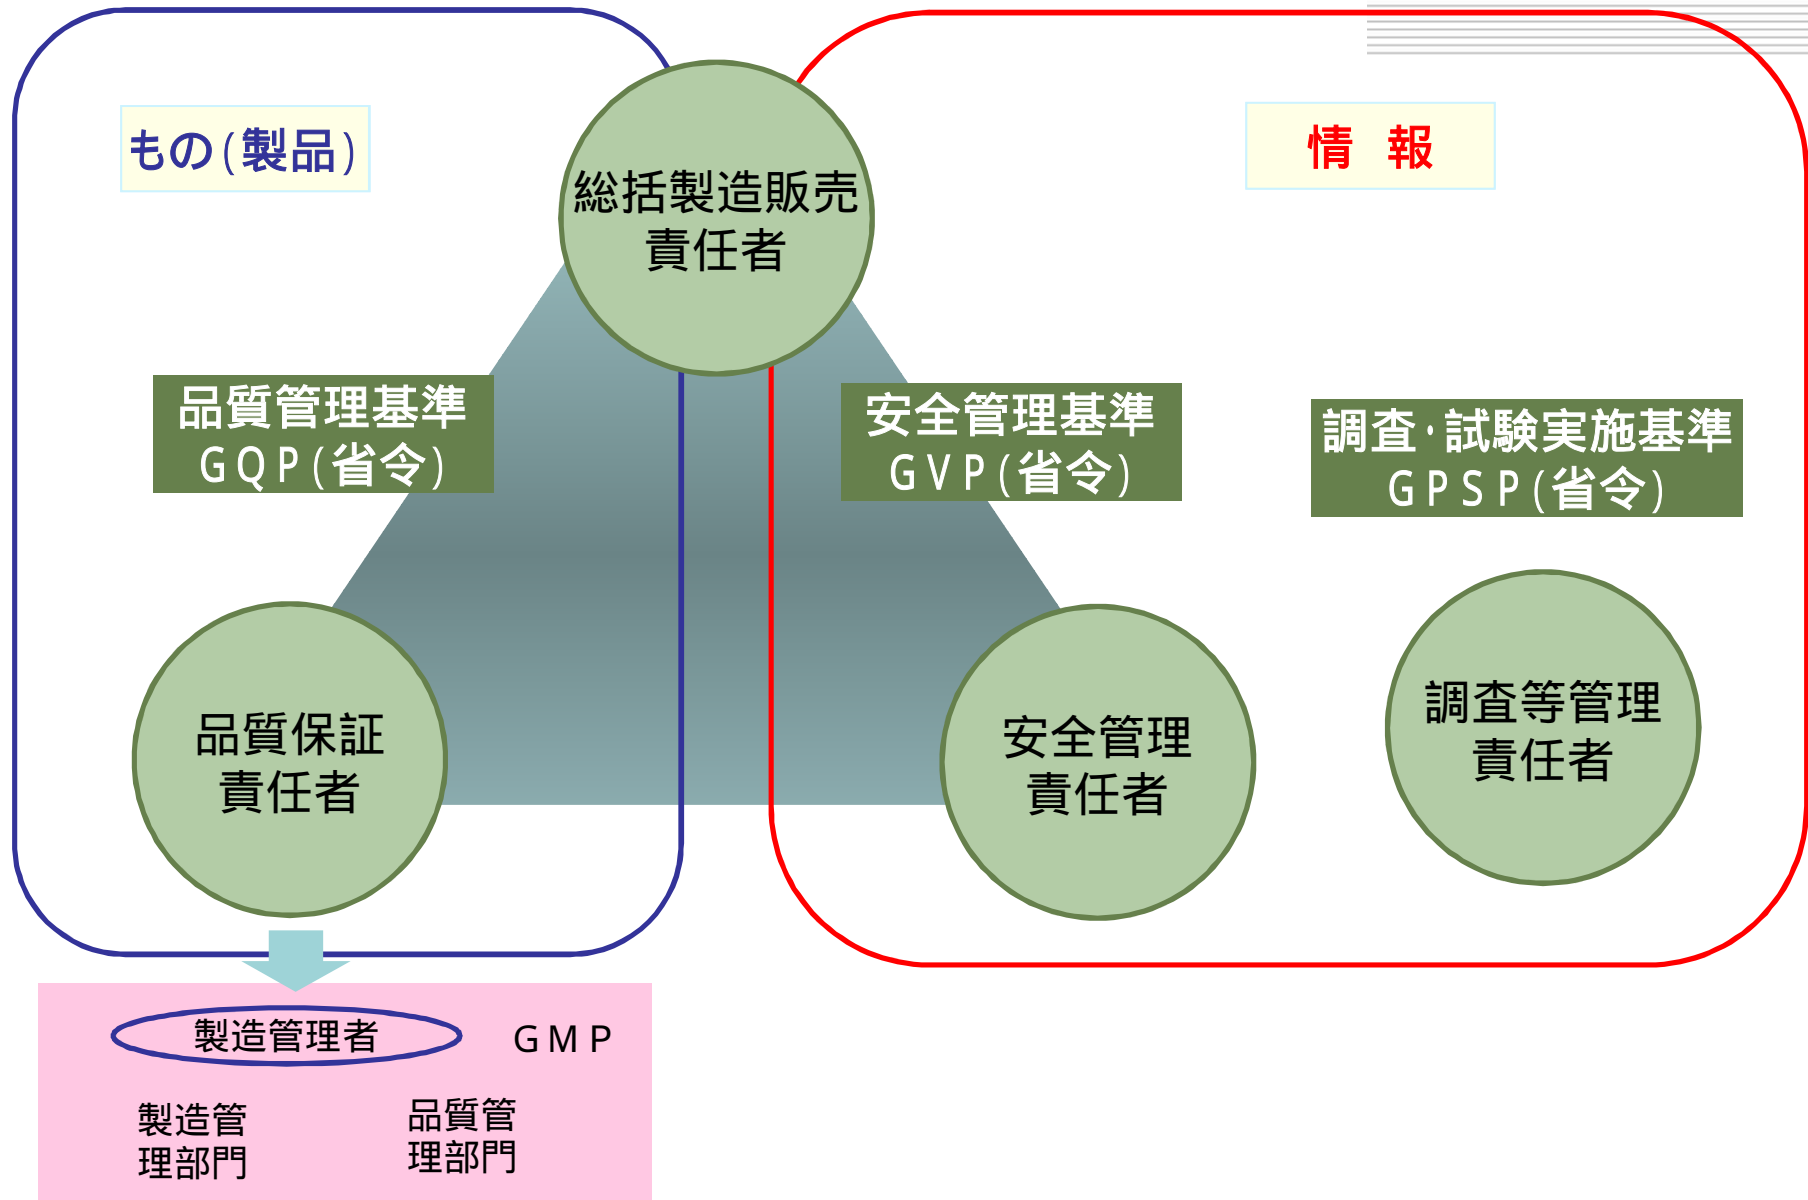 もの(製品)
情　報
総括製造販売
責任者
品質管理基準
GQP(省令)
安全管理基準
GVP(省令)
調査・試験実施基準
GPSP(省令)
品質保証
責任者
安全管理
責任者
調査等管理
責任者
製造管理者
GMP
製造管
理部門
品質管
理部門